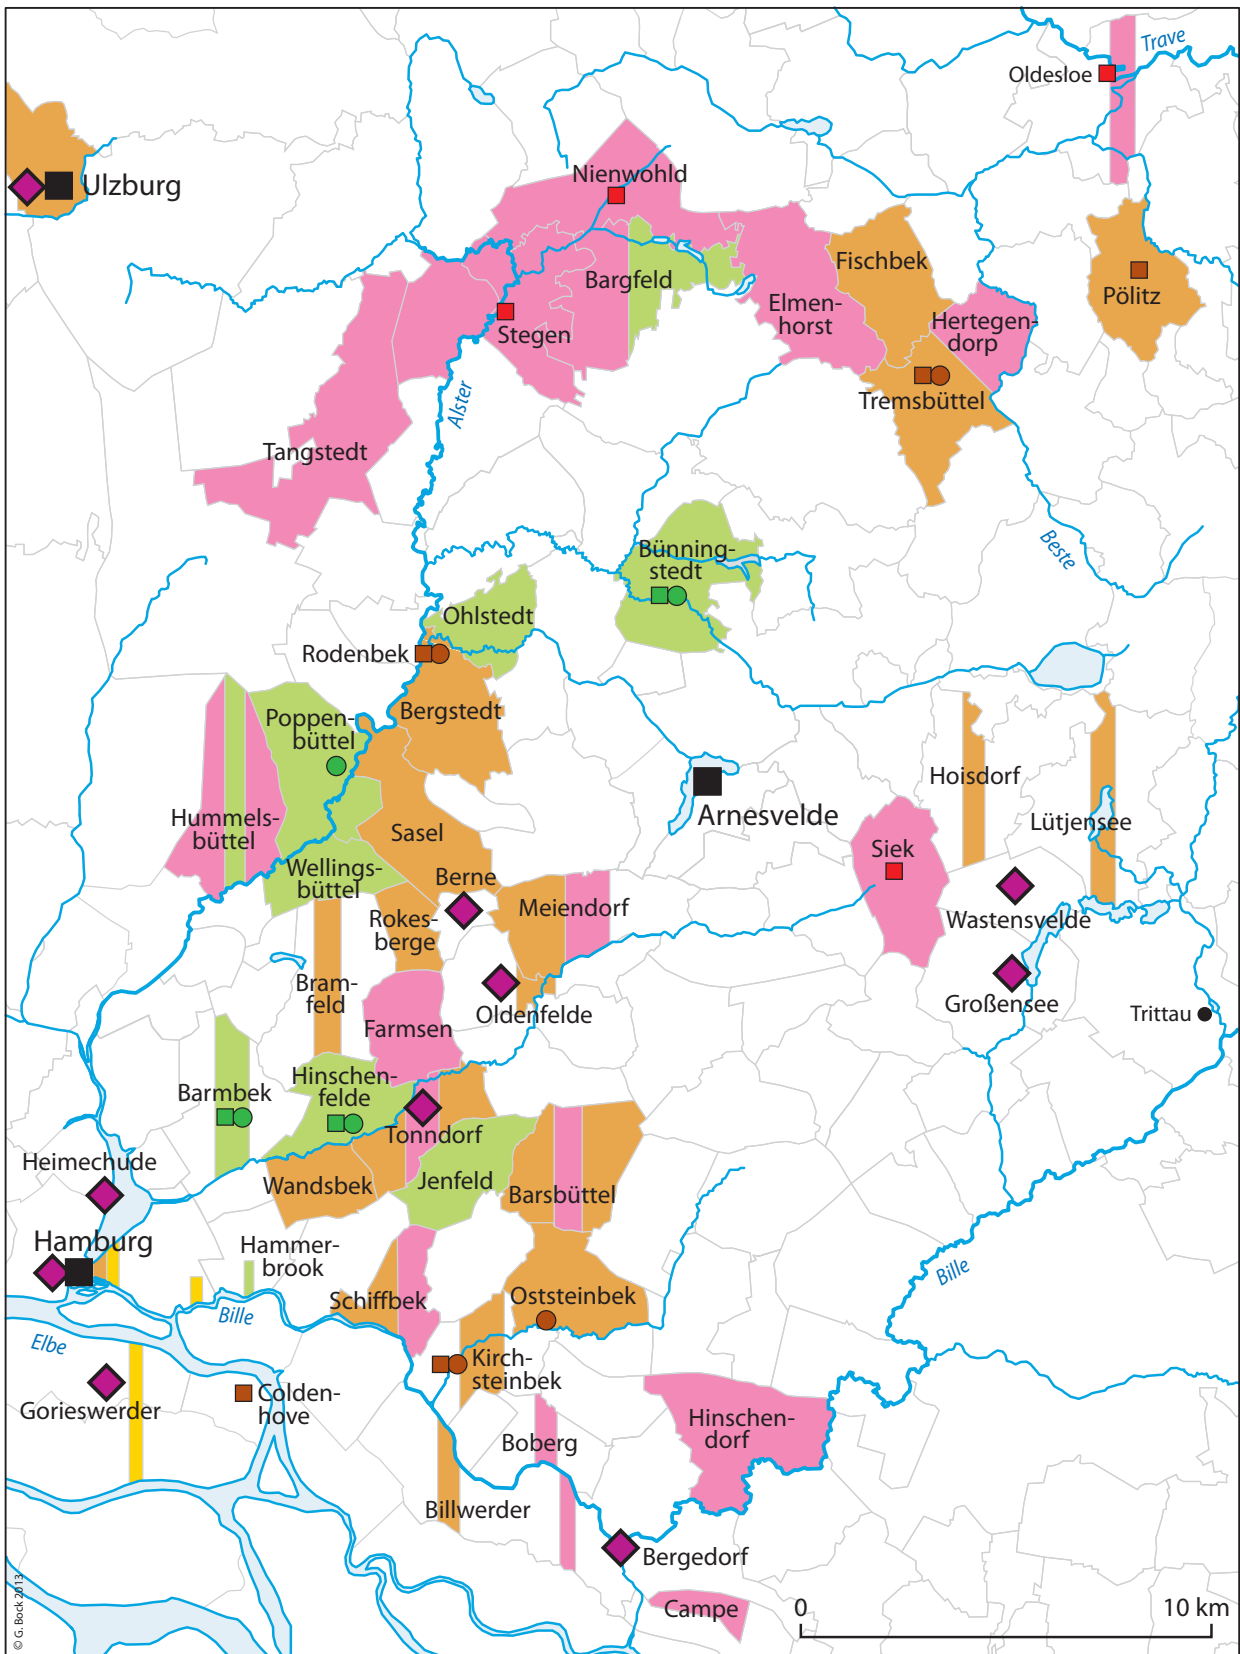 Trave
Oldesloe
Nienwohld
Ulzburg
Fischbek
Bargfeld
Pölitz
Elmen-
horst
Hertegen-
dorp
Stegen
Alster
Tremsbüttel
Tangstedt
Beste
Bünning-
stedt
Ohlstedt
Rodenbek
Bergstedt
Poppen-
büttel
Hoisdorf
Arnesvelde
Lütjensee
Hummels-
büttel
Sasel
Siek
Wellings-
büttel
Berne
Meiendorf
Rokes-
berge
Wastensvelde
Bram-
feld
Oldenfelde
Großensee
Trittau
Farmsen
Hinschen-
felde
Barmbek
Tonndorf
Heimechude
Wandsbek
Jenfeld
Barsbüttel
Hamburg
Hammer-
brook
Bille
Schiffbek
Oststeinbek
Bille
Elbe
Kirch-
steinbek
Colden-
hove
Gorieswerder
Hinschen-
dorf
Boberg
Billwerder
Bergedorf
Campe
0
10 km
© G. Bock 2013